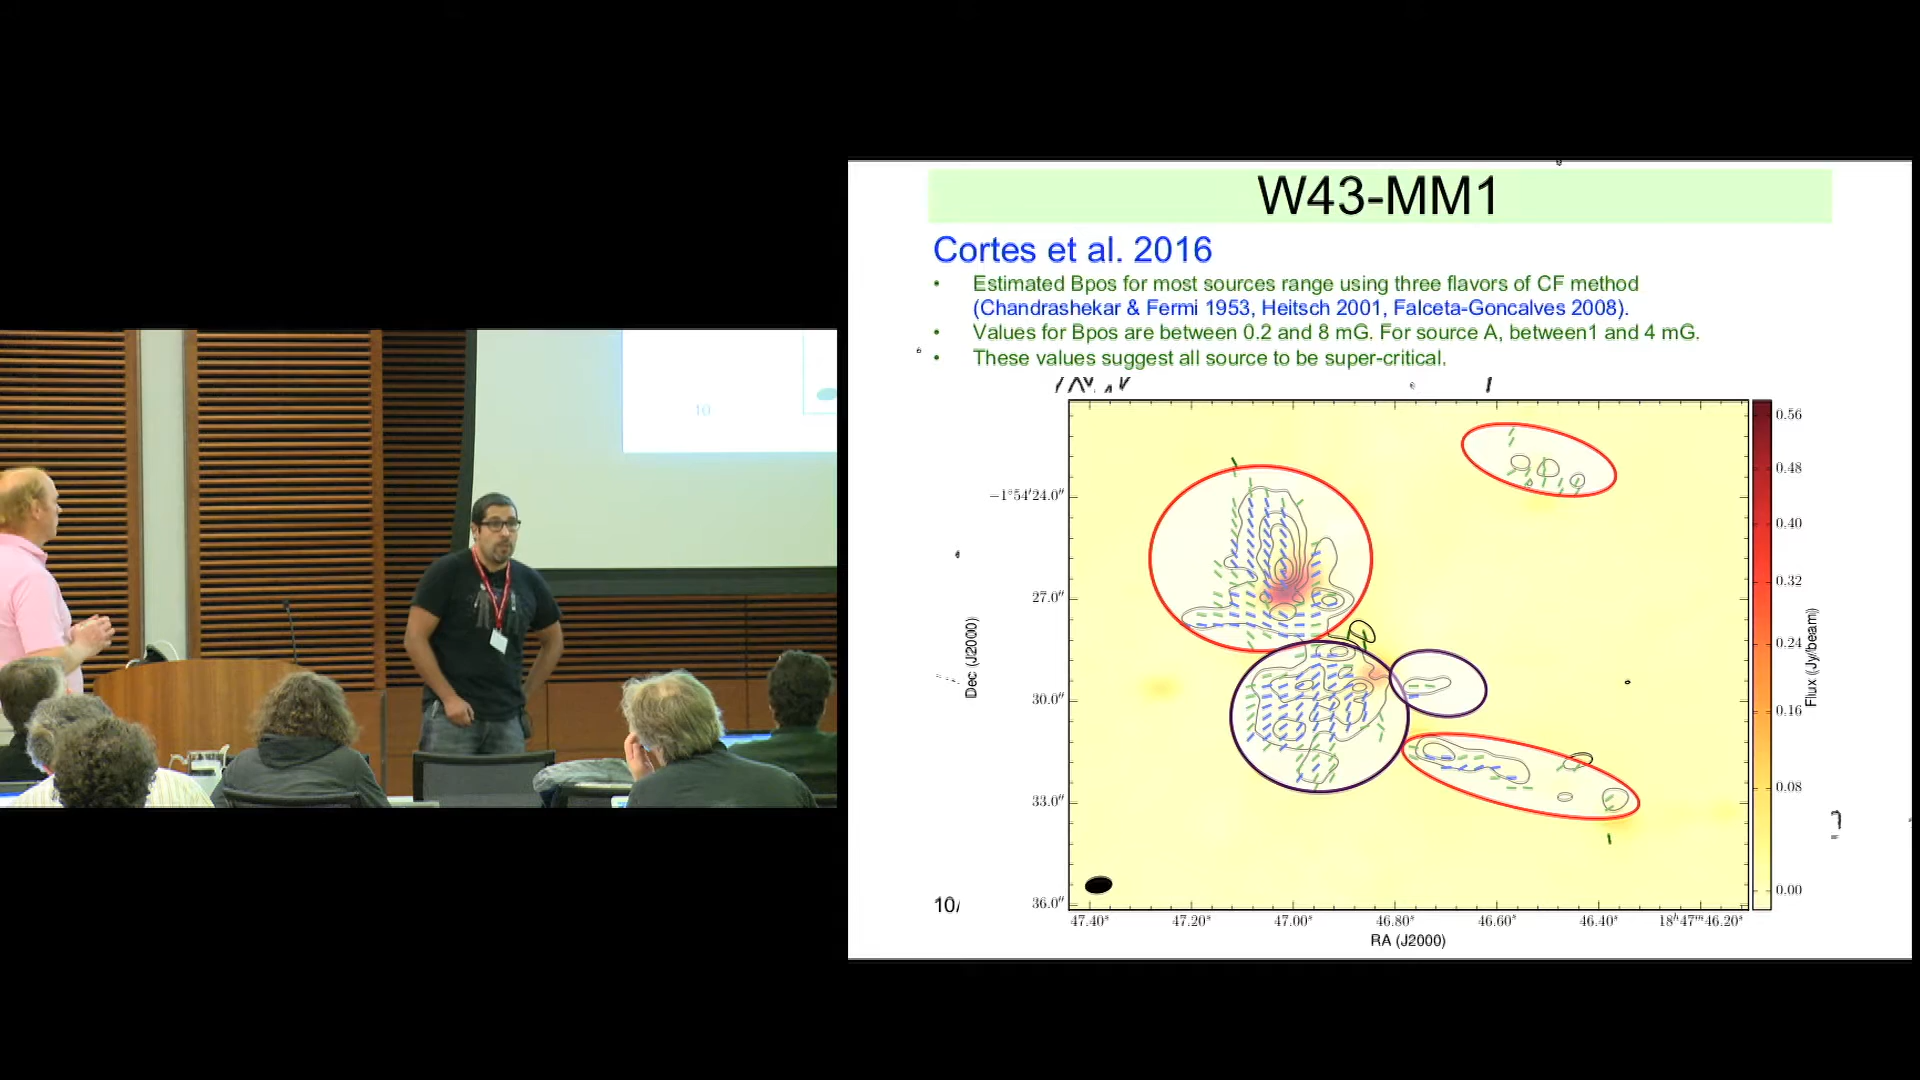 W43-MM1
Cortes et al. 2016
• Estimated Bpos for most sources range using three flavors of CF method
(Chandrashekar & Fermi 1953, Heitsch 2001, Falceta-Goncalves 2008).
• Values for Bpos are between 0.2 and 8 mG. For source A, between1 and 4 mG.
• These values suggest all source to be super-critical.
10
−1°54′24.0″
27.0″
30.0″
33.0″
36.0″
Dec (J2000)
47.40ˢ 47.20ˢ 47.00ˢ 46.80ˢ 46.60ˢ 46.40ˢ 18ʰ47ᵐ46.20ˢ
RA (J2000)
0.56
0.48
0.40
0.32
0.24
0.16
0.08
0.00
Flux (Jy/beam)
10/